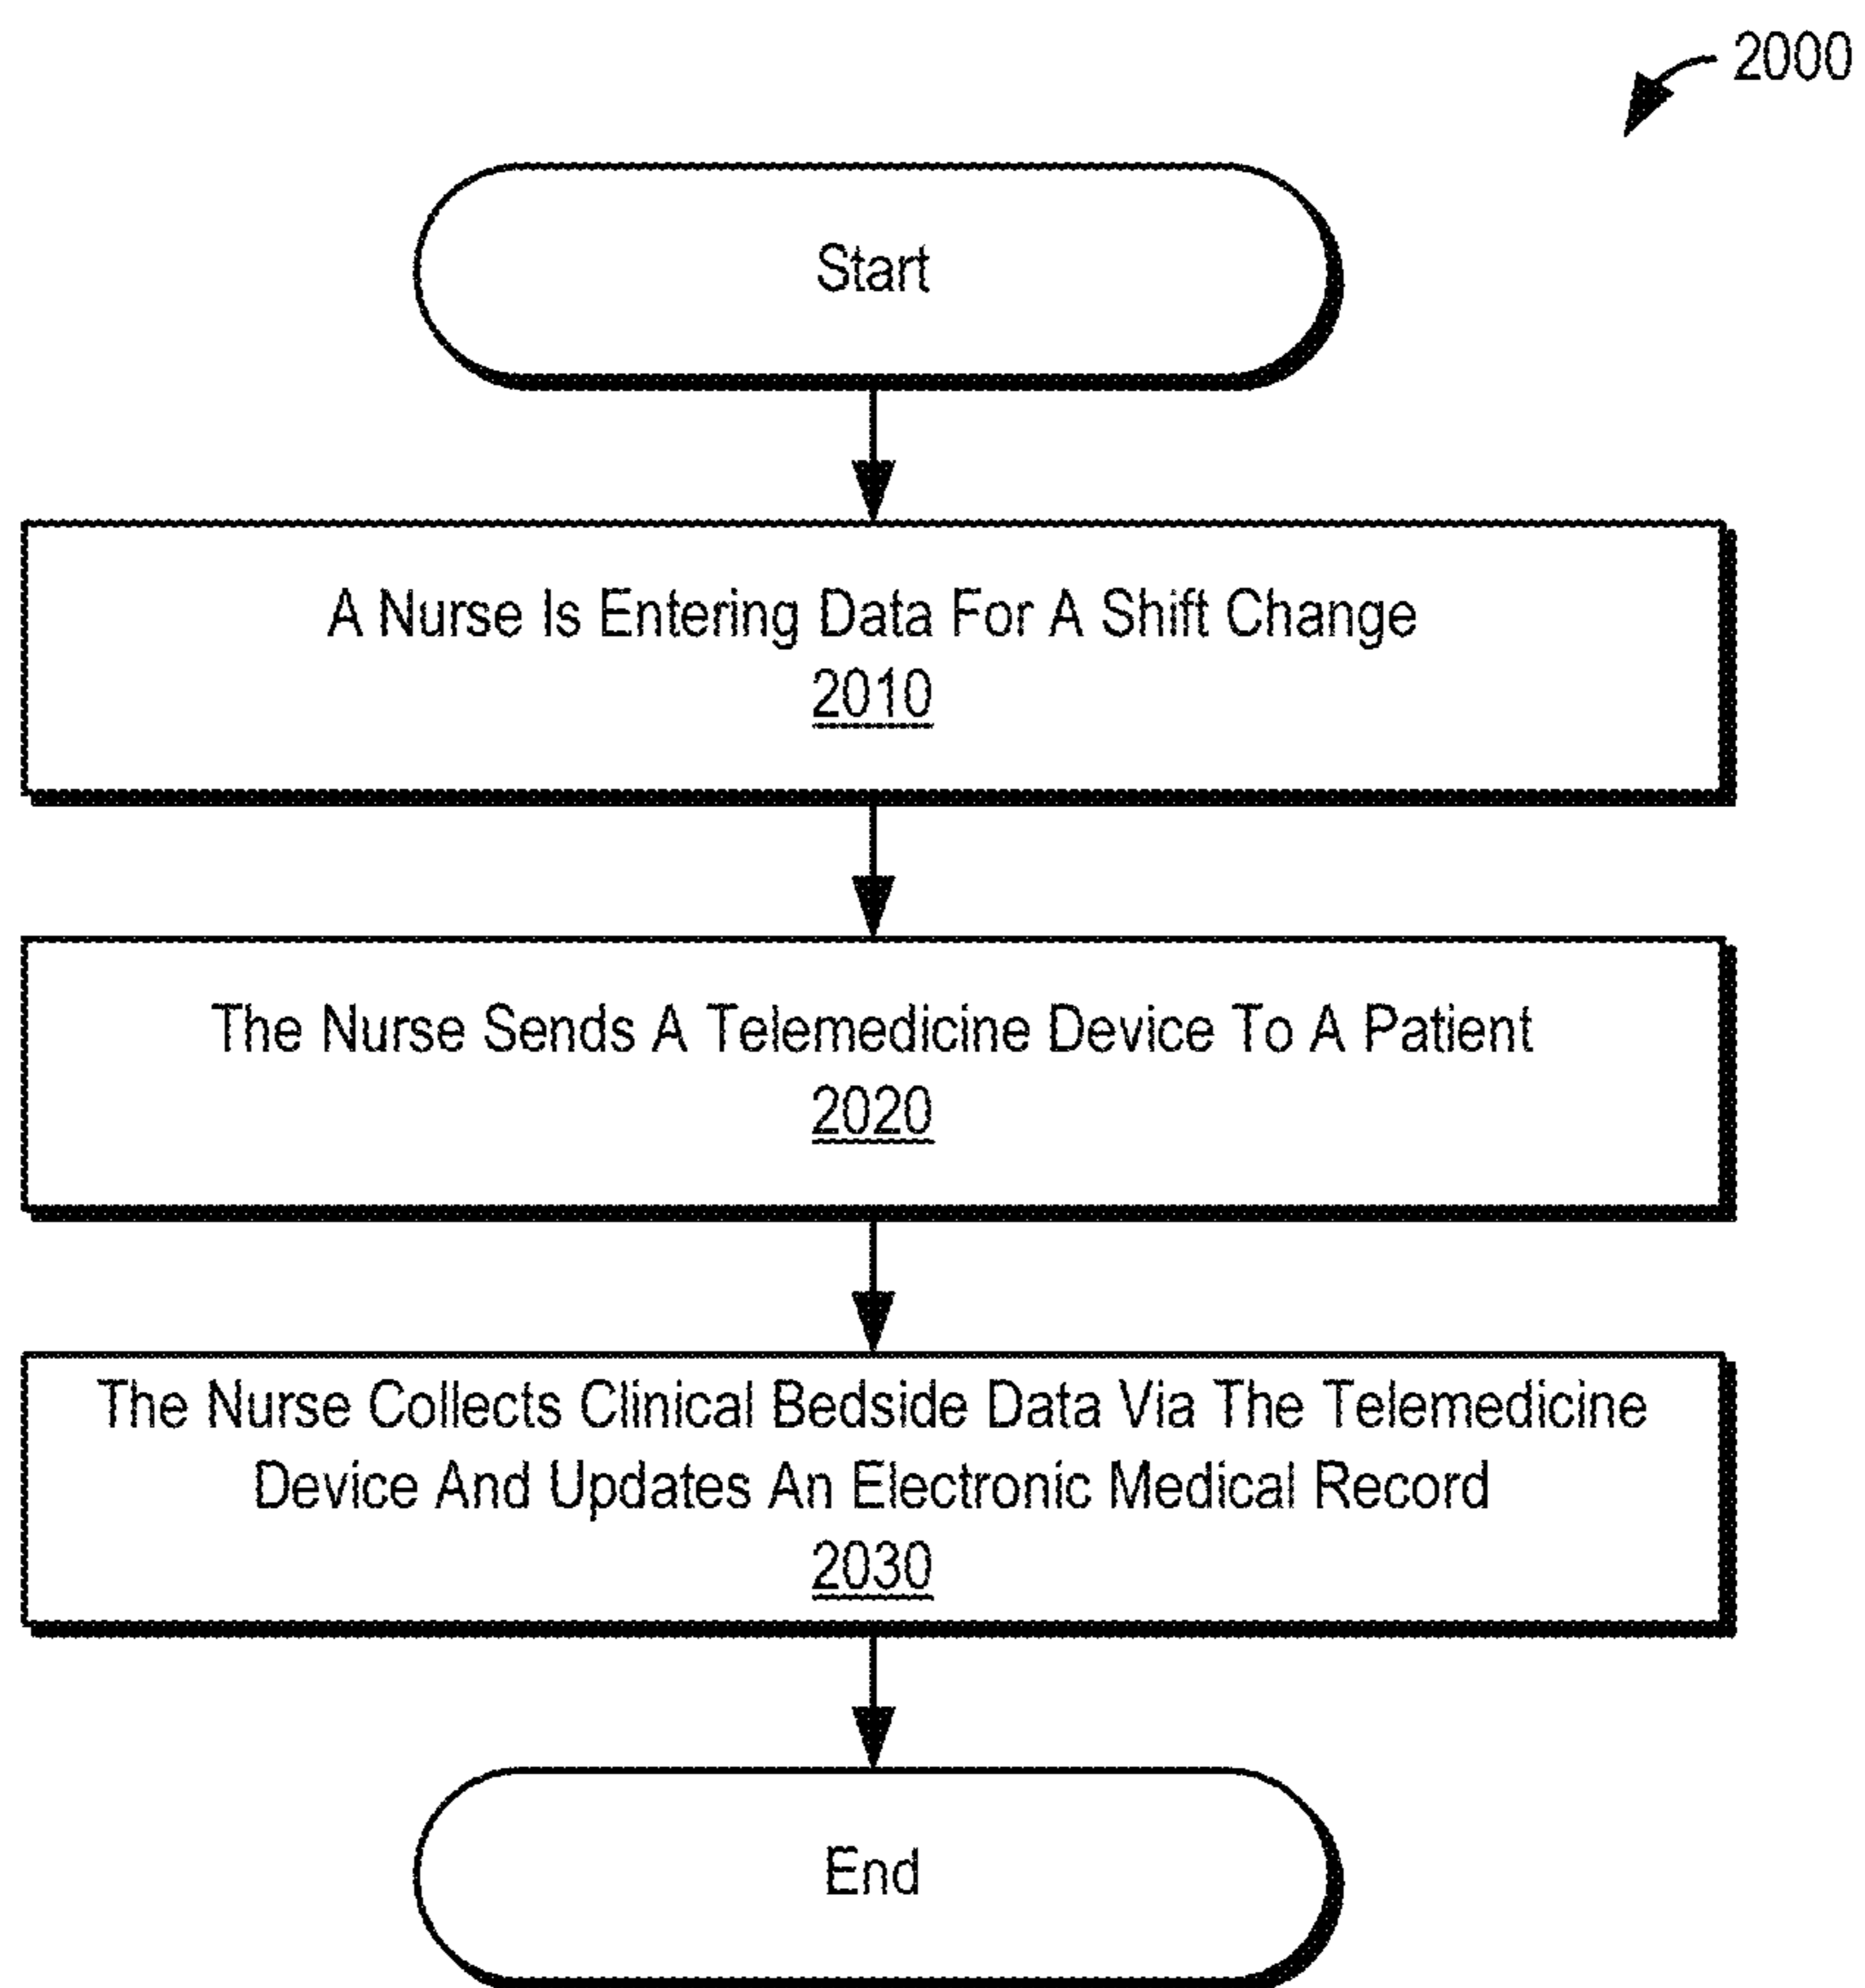 2000
Start
A Nurse Is Entering Data For A Shift Change
2010
The Nurse Sends A Telemedicine Device To A Patient
2020
The Nurse Collects Clinical Bedside Data Via The Telemedicine
Device And Updates An Electronic Medical Record
2030
End